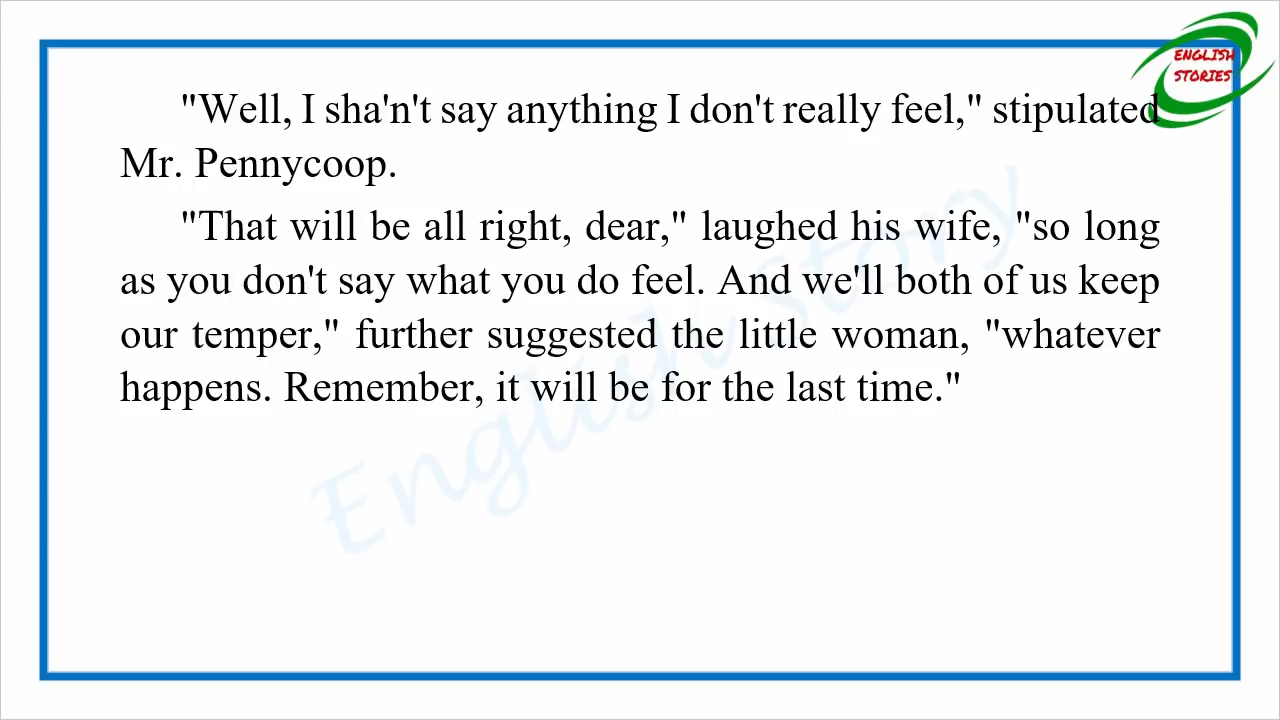 ENGLISH
STORIES
"Well, I sha'n't say anything I don't really feel," stipulated
Mr. Pennycoop.
"That will be all right, dear," laughed his wife, "so long
as you don't say what you do feel. And we'll both of us keep
our temper," further suggested the little woman, "whatever
happens. Remember, it will be for the last time."
English Story